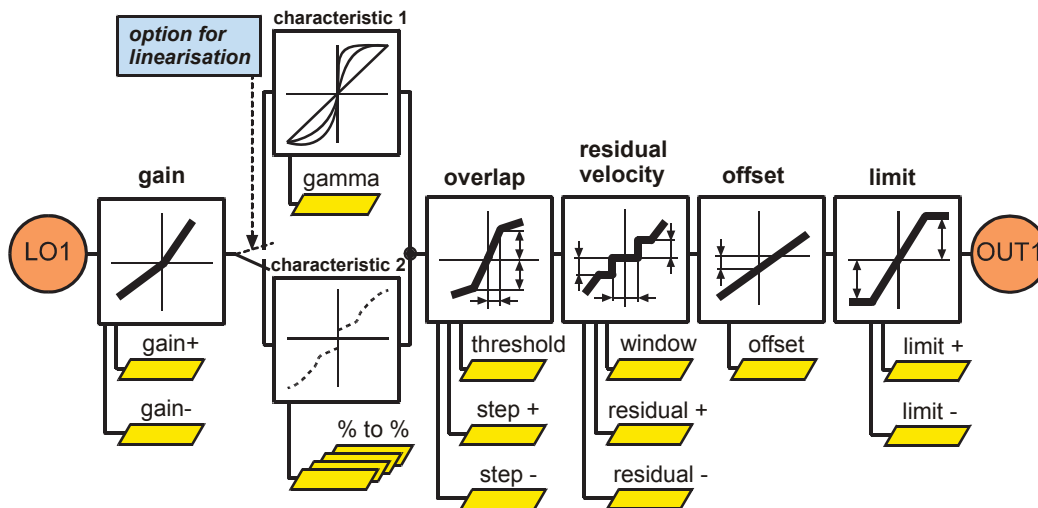 option for
linearisation
characteristic 1
gamma
gain
LO1
gain+
gain-
characteristic 2
% to %
overlap
threshold
step +
step -
residual
velocity
window
residual +
residual -
offset
offset
limit
limit +
limit -
OUT1